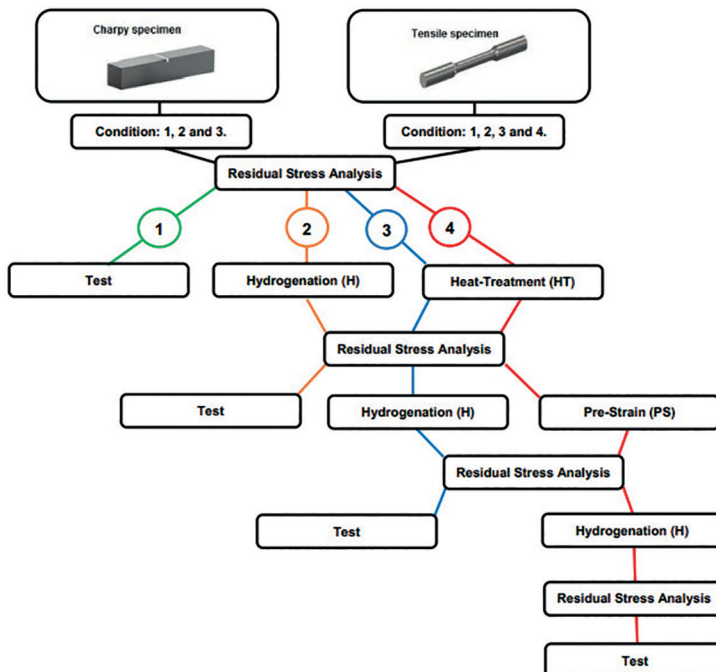 Charpy specimen
Tensile specimen
Condition: 1, 2 and 3.
Condition: 1, 2, 3 and 4.
Residual Stress Analysis
1
2
3
4
Test
Hydrogenation (H)
Heat-Treatment (HT)
Residual Stress Analysis
Test
Hydrogenation (H)
Pre-Strain (PS)
Residual Stress Analysis
Test
Hydrogenation (H)
Residual Stress Analysis
Test